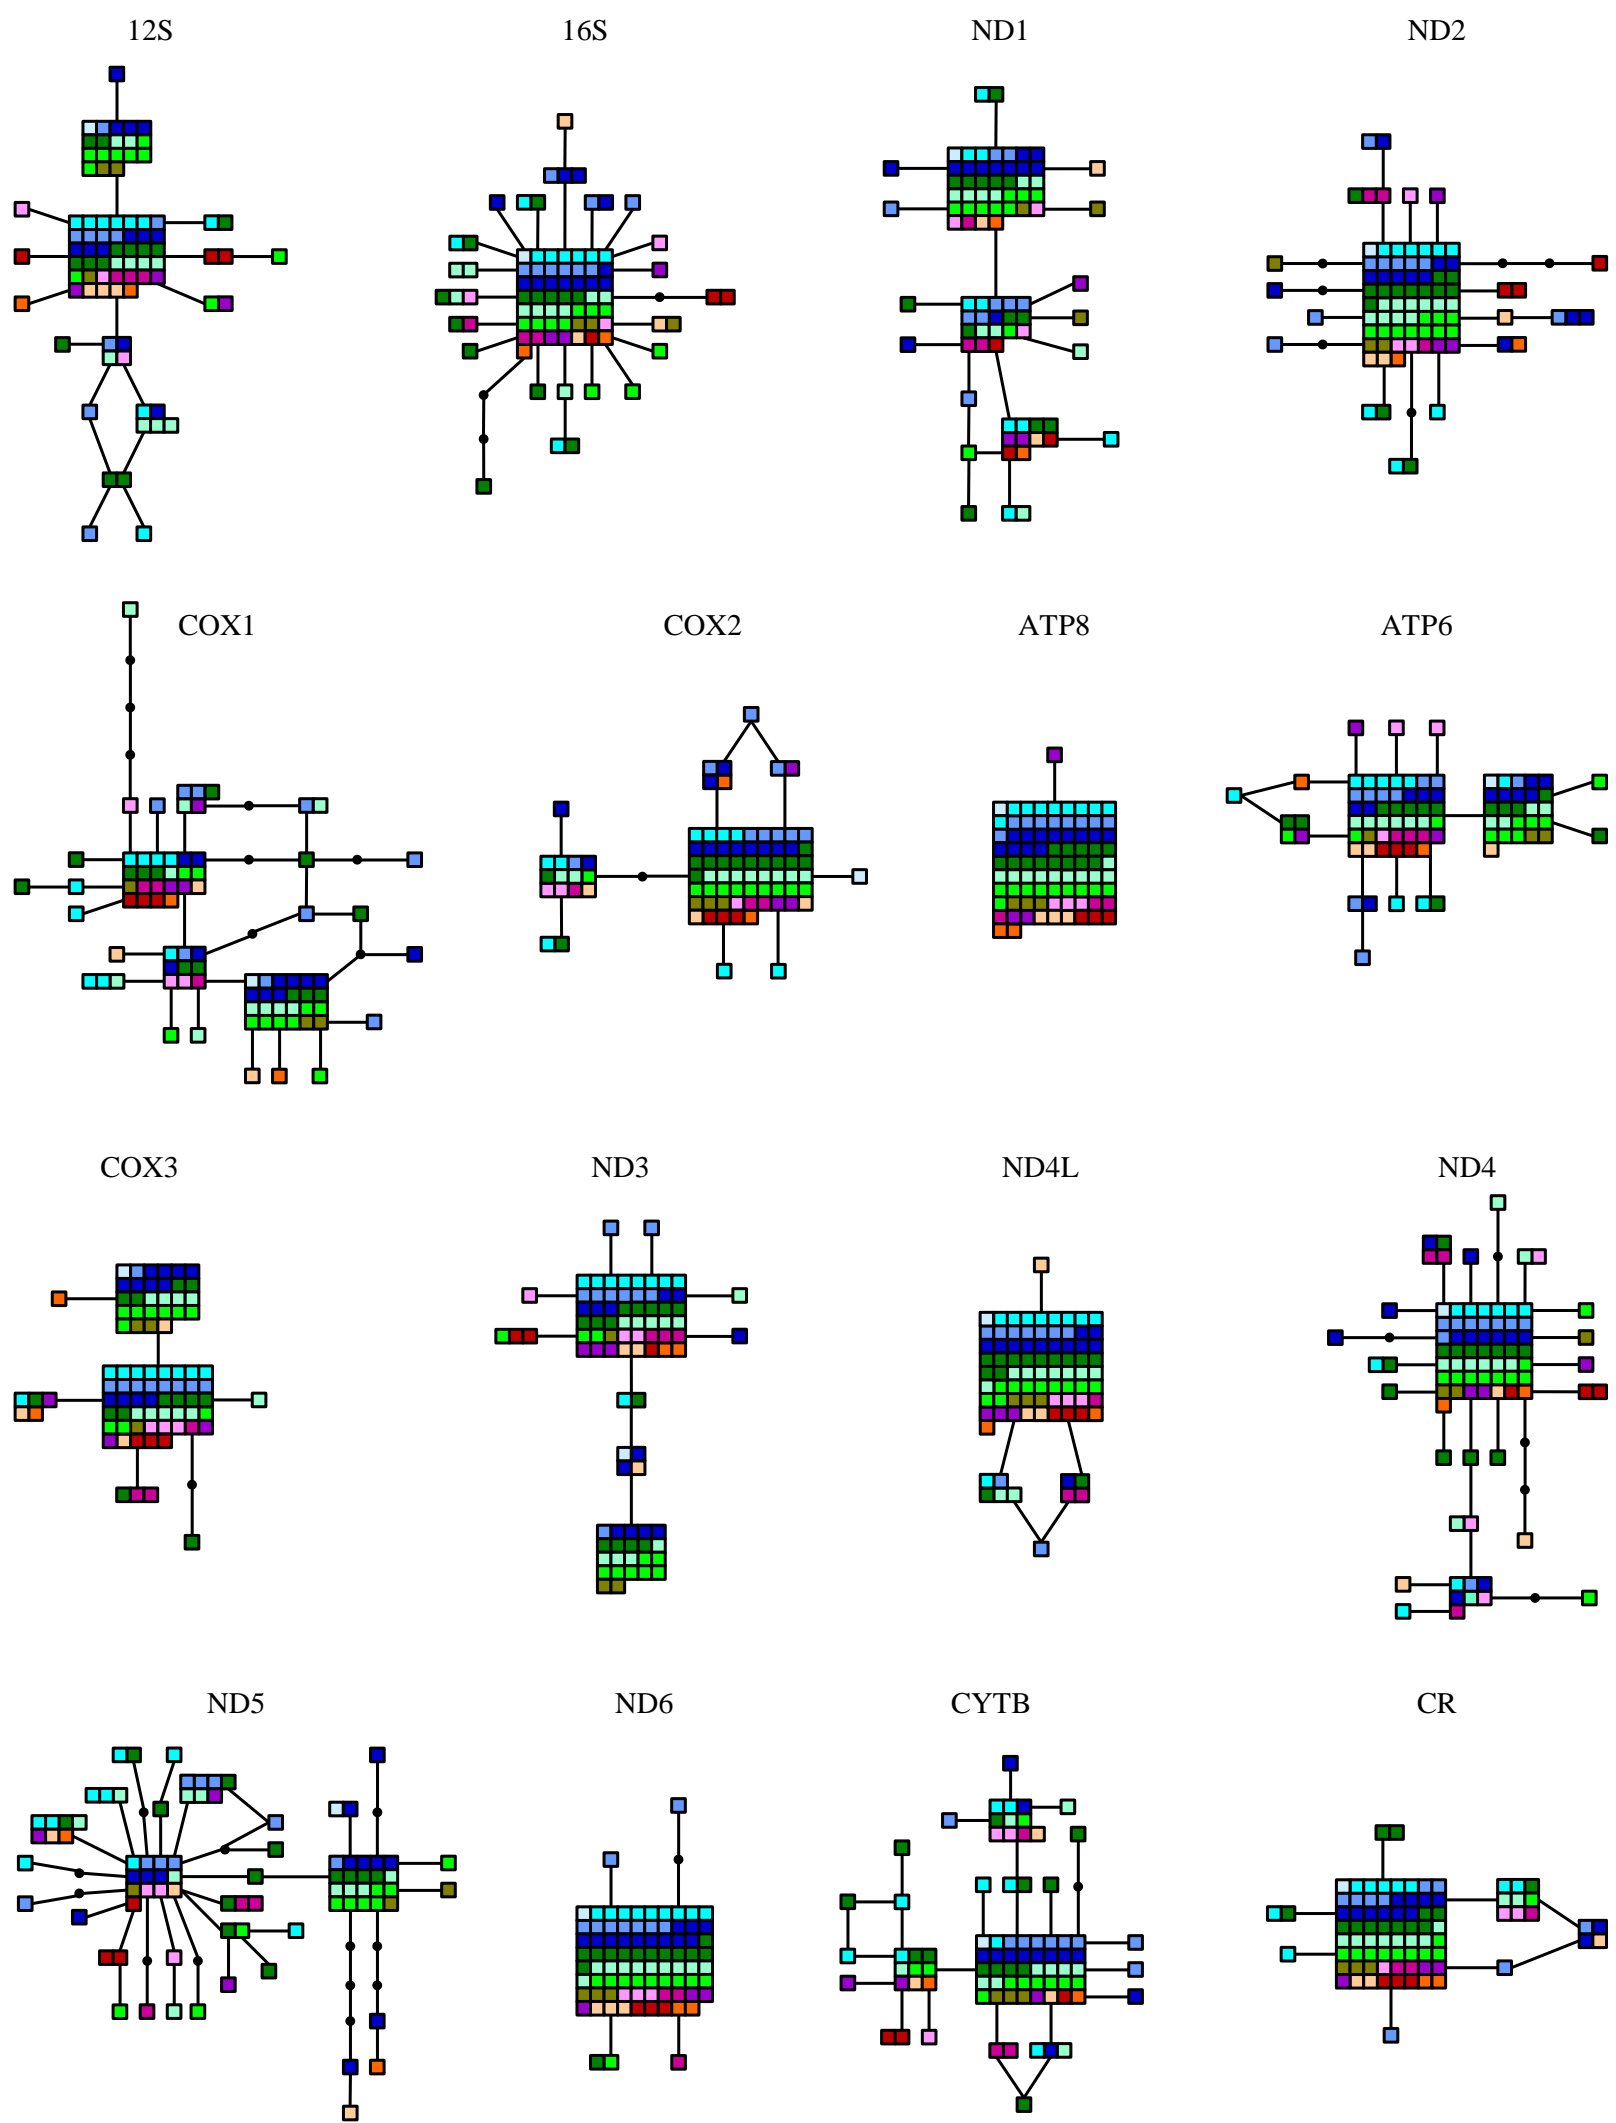 12S 16S ND1 ND2
COX1 COX2 ATP8 ATP6
COX3 ND3 ND4L ND4
ND5 ND6 CYTB CR